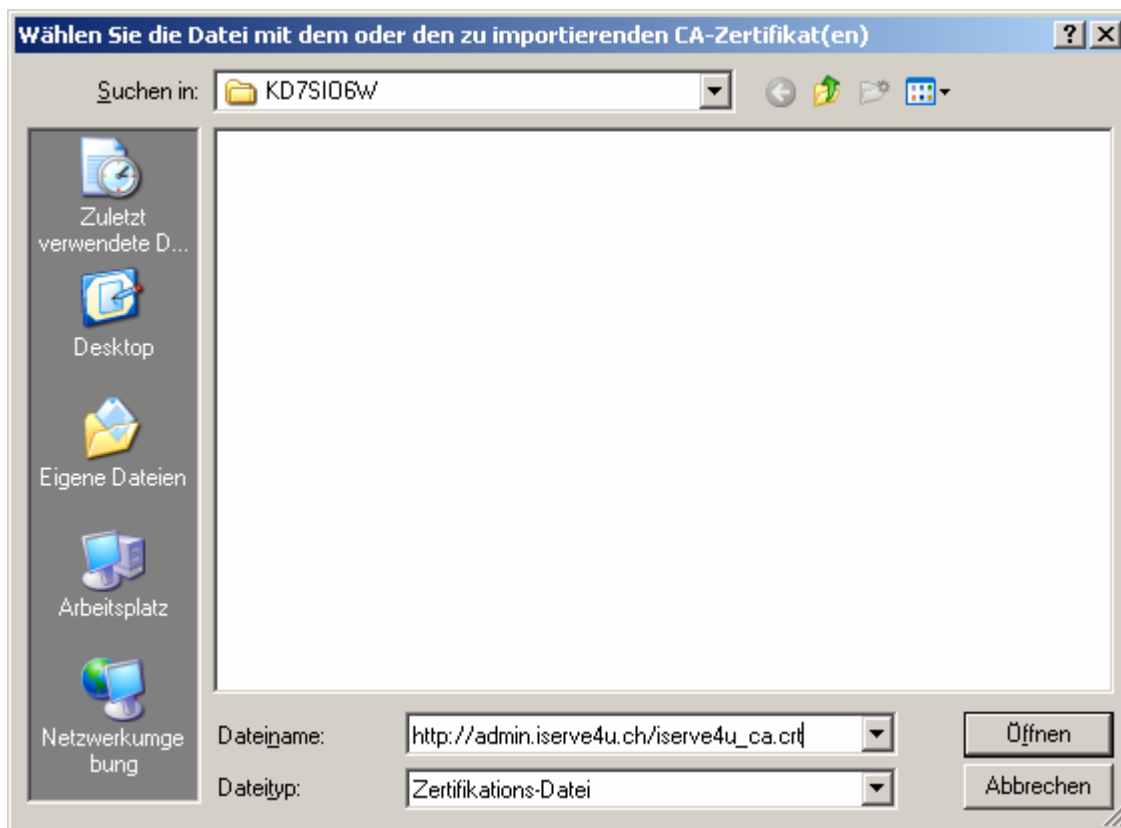 Wählen Sie die Datei mit dem oder den zu importierenden CA-Zertifikat(en)
Suchen in:
KD7SIO6W
Zuletzt
verwendete D...
Desktop
Eigene Dateien
Arbeitsplatz
Netzwerkumge
bung
Dateiname:
http://admin.iserve4u.ch/iserve4u_ca.crt
Öffnen
Dateityp:
Zertifikations-Datei
Abbrechen